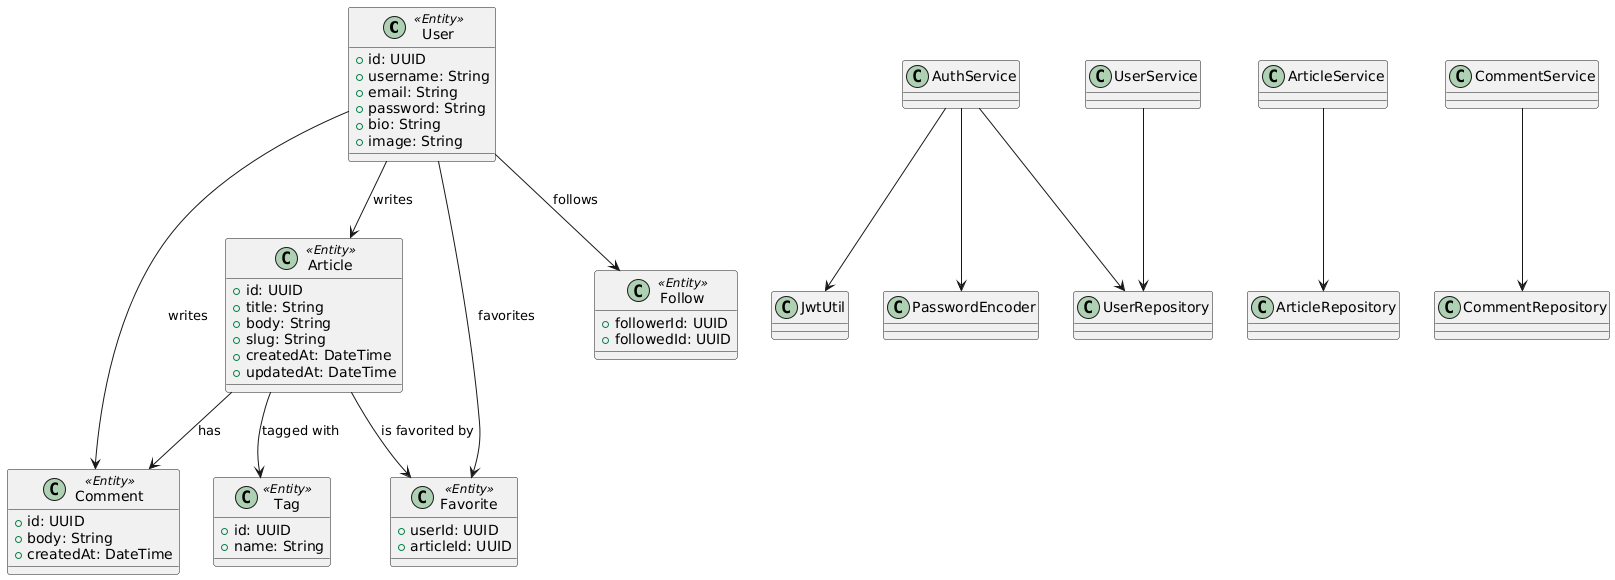 «Entity»
C User
id: UUID
username: String
email: String
password: String
bio: String
image: String
C AuthService
C UserService
C ArticleService
C CommentService
writes
follows
writes
favorites
«Entity»
C Article
id: UUID
title: String
body: String
slug: String
createdAt: DateTime
updatedAt: DateTime
«Entity»
C Follow
followerId: UUID
followedId: UUID
C JwtUtil
C PasswordEncoder
C UserRepository
C ArticleRepository
C CommentRepository
has
tagged with
is favorited by
«Entity»
C Comment
id: UUID
body: String
createdAt: DateTime
«Entity»
C Tag
id: UUID
name: String
«Entity»
C Favorite
userId: UUID
articleId: UUID